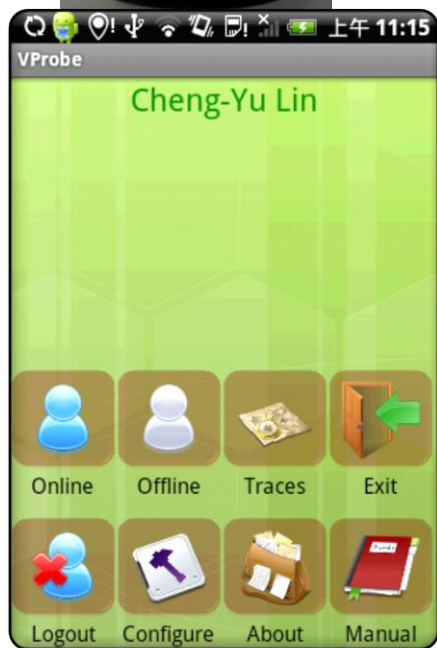 上午 11:15
VProbe
Cheng-Yu Lin
Online Offline Traces Exit
Logout Configure About Manual